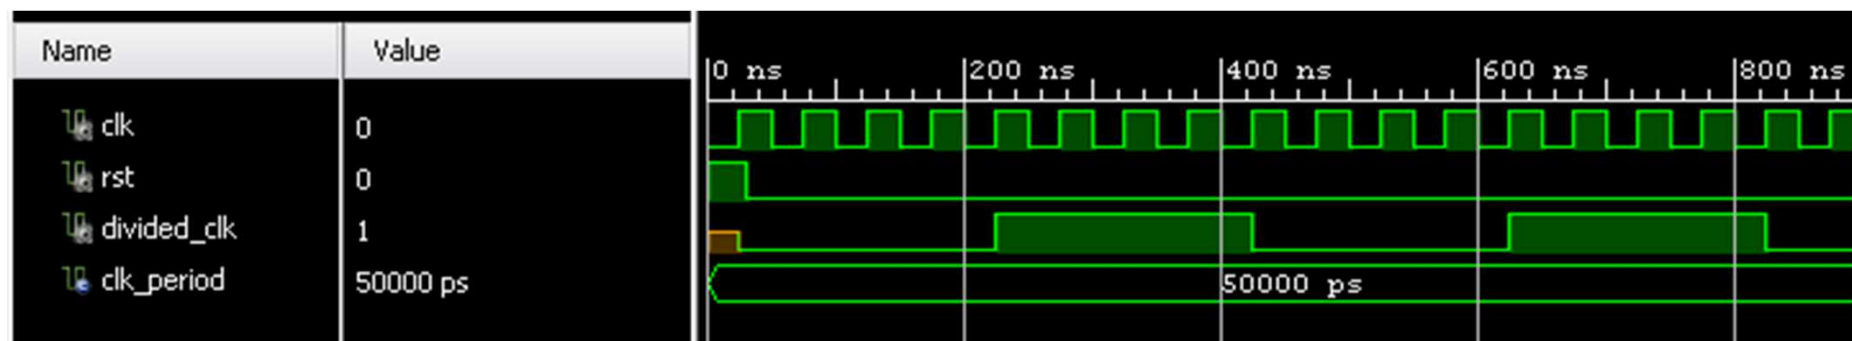 Name Value
0 ns 200 ns 400 ns 600 ns 800 ns
clk 0
rst 0
divided_clk 1
clk_period 50000 ps 50000 ps